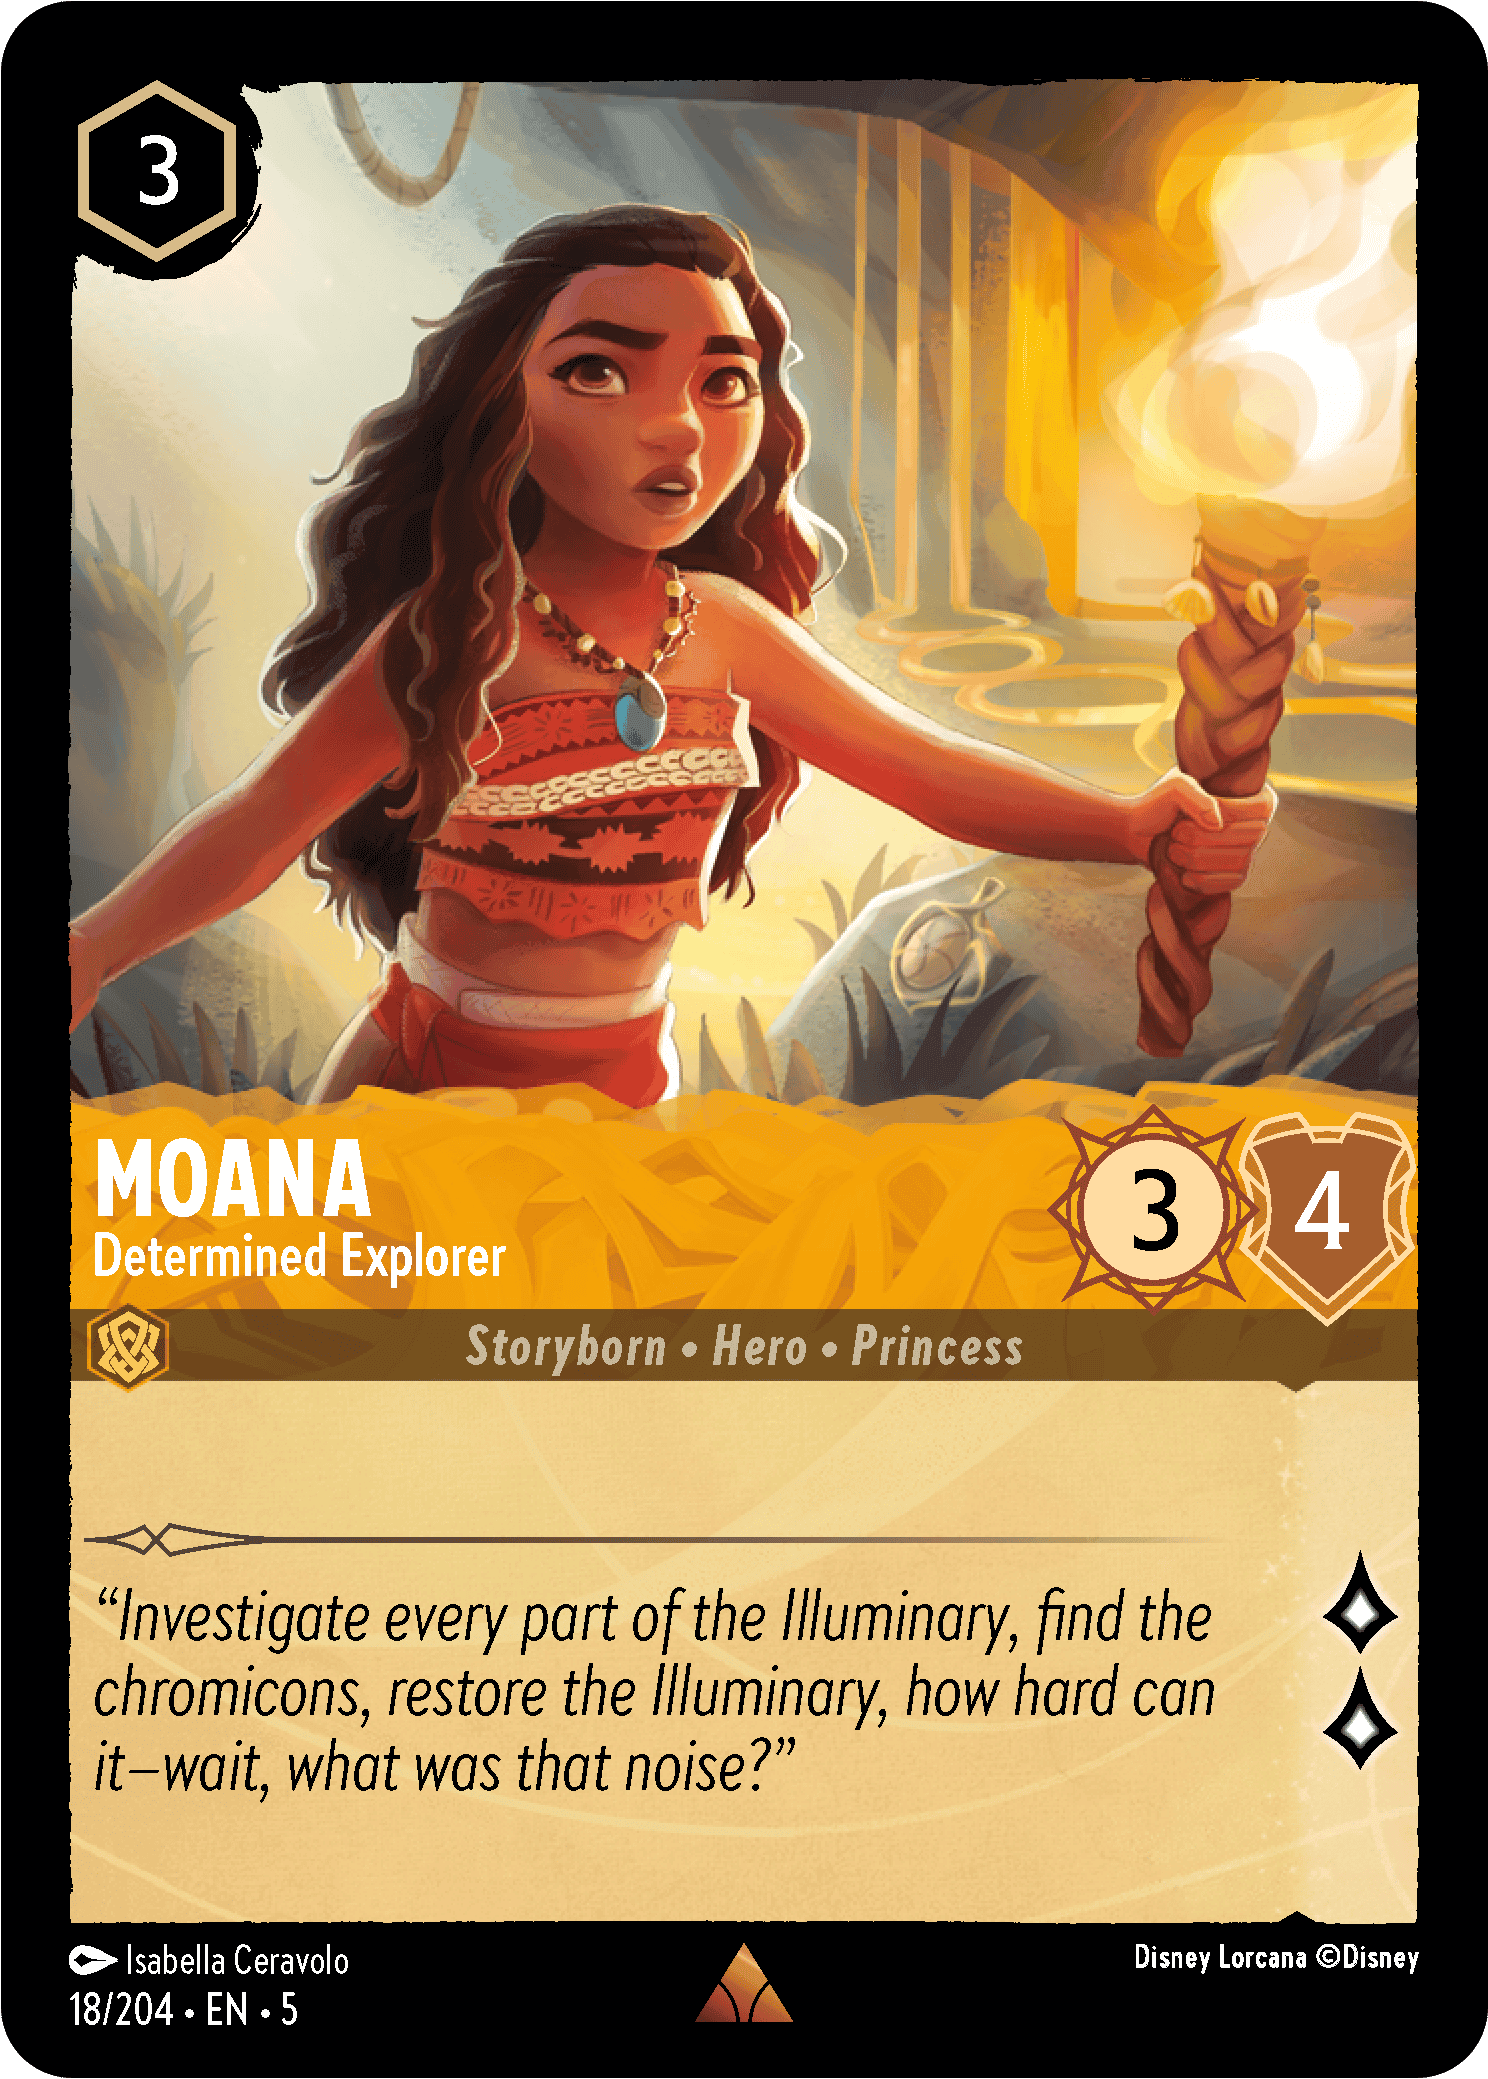 3
MOANA
Determined Explorer
3
4
Storyborn • Hero • Princess
“Investigate every part of the Illuminary, find the
chromicons, restore the Illuminary, how hard can
it–wait, what was that noise?”
Isabella Ceravolo
18/204 • EN • 5
Disney Lorcana ©Disney